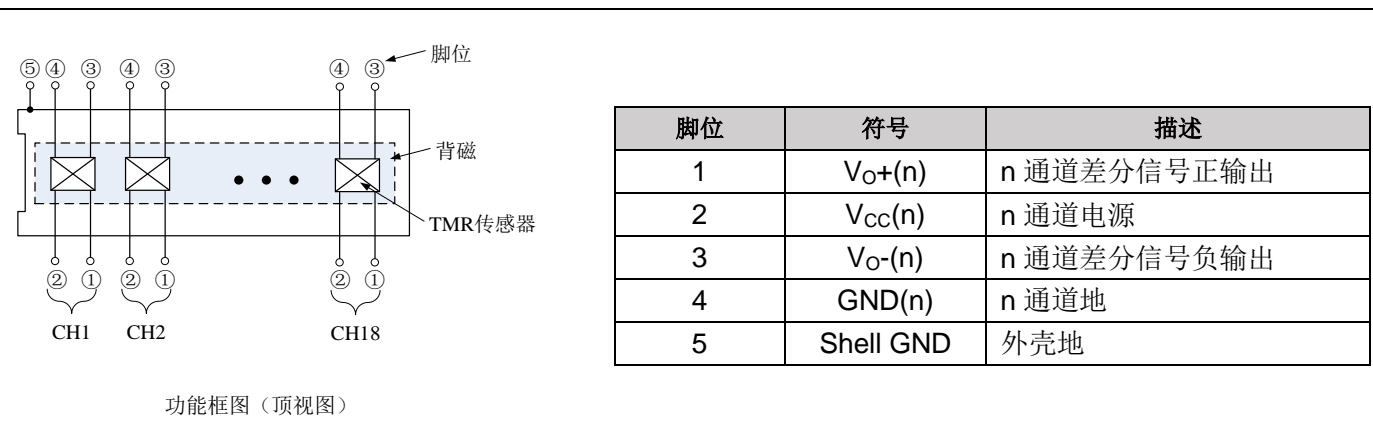 脚位
⑤ ④ ③ ④ ③ ④ ③
背磁
TMR传感器
② ① ② ① ② ①
CH1 CH2 CH18
功能框图（顶视图）
脚位 符号 描述
1 VO+(n) n 通道差分信号正输出
2 VCC(n) n 通道电源
3 VO-(n) n 通道差分信号负输出
4 GND(n) n 通道地
5 Shell GND 外壳地